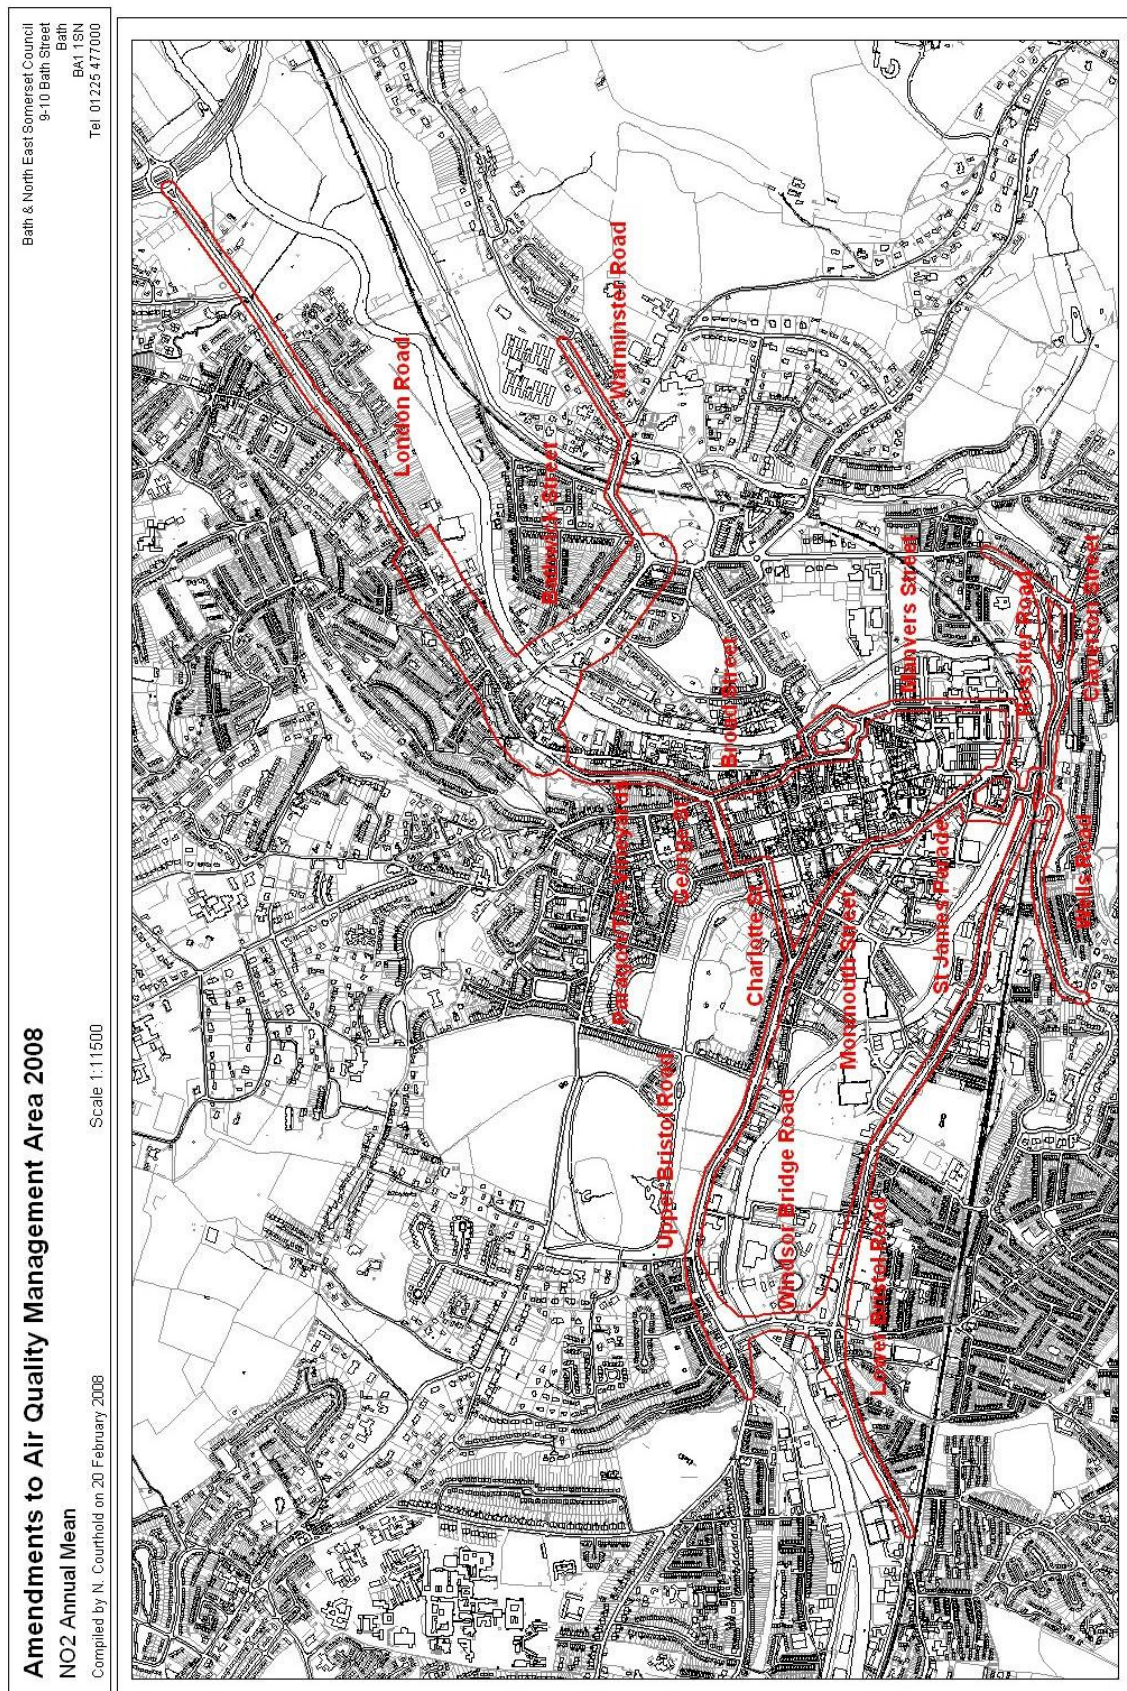 Amendments to Air Quality Management Area 2008
NO2 Annual Mean
Compiled by N. Courthold on 20 February 2008
Scale 1:11500
Bath & North East Somerset Council
9-10 Bath Street
Bath
BA1 1SN
Tel 01225 477000
London Road
Warminster Road
Bathwick Street
Paragon/The Vineyards
George St
Broad Street
Charlotte St
Upper Bristol Road
Windsor Bridge Road
Monmouth Street
Manvers Street
St James Parade
Lower Bristol Road
Rossiter Road
Claverton Street
Wells Road